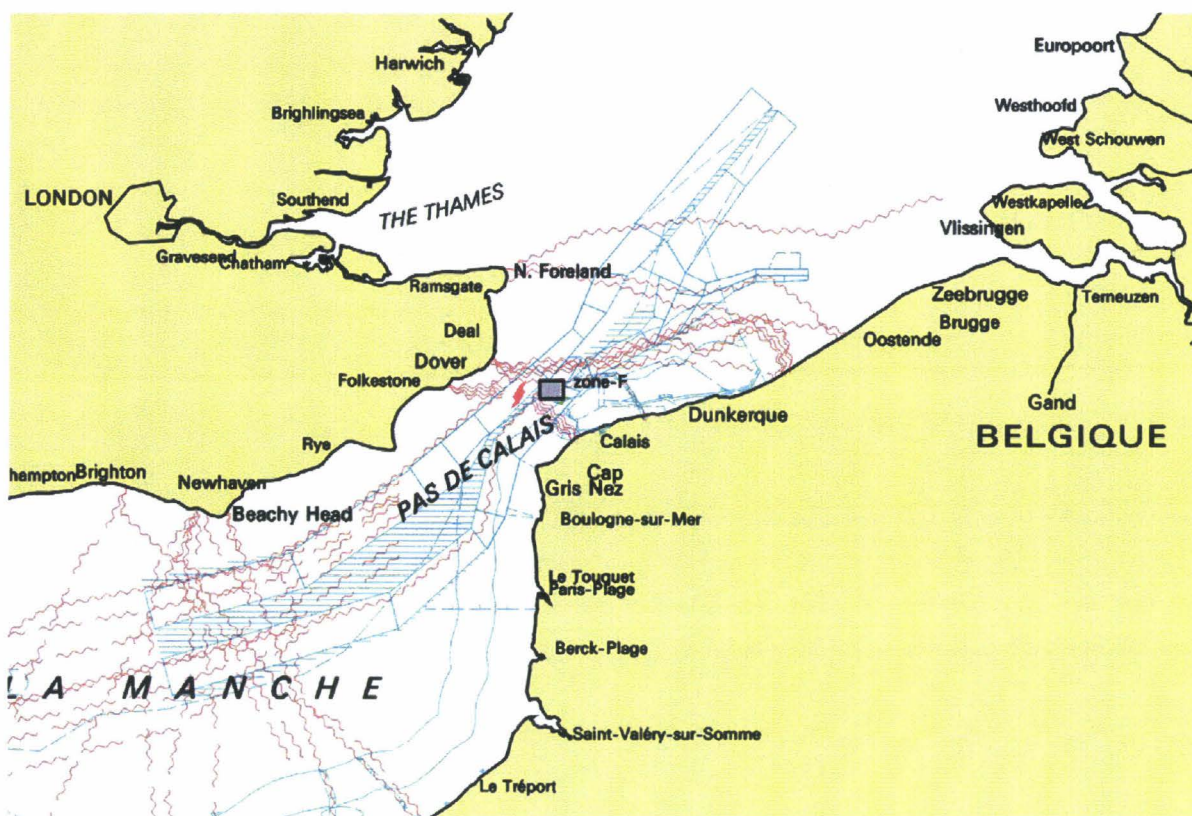 Europoort
Harwich
Westhoofd
Brighlingsea
West Schouwen
LONDON
Southend
THE THAMES
Westkapelle
Vlissingen
Gravesend
Chatham
N. Foreland
Ramsgate
Zeebrugge
Terneuzen
Deal
Brugge
Oostende
Dover
Folkestone
zone-F
Gand
Dunkerque
BELGIQUE
Calais
Rye
PAS DE CALAIS
hampton
Brighton
Cap
Gris Nez
Newhaven
Beachy Head
Boulogne-sur-Mer
Le Touquet
Paris-Plage
Berck-Plage
LA MANCHE
Saint-Valéry-sur-Somme
Le Tréport